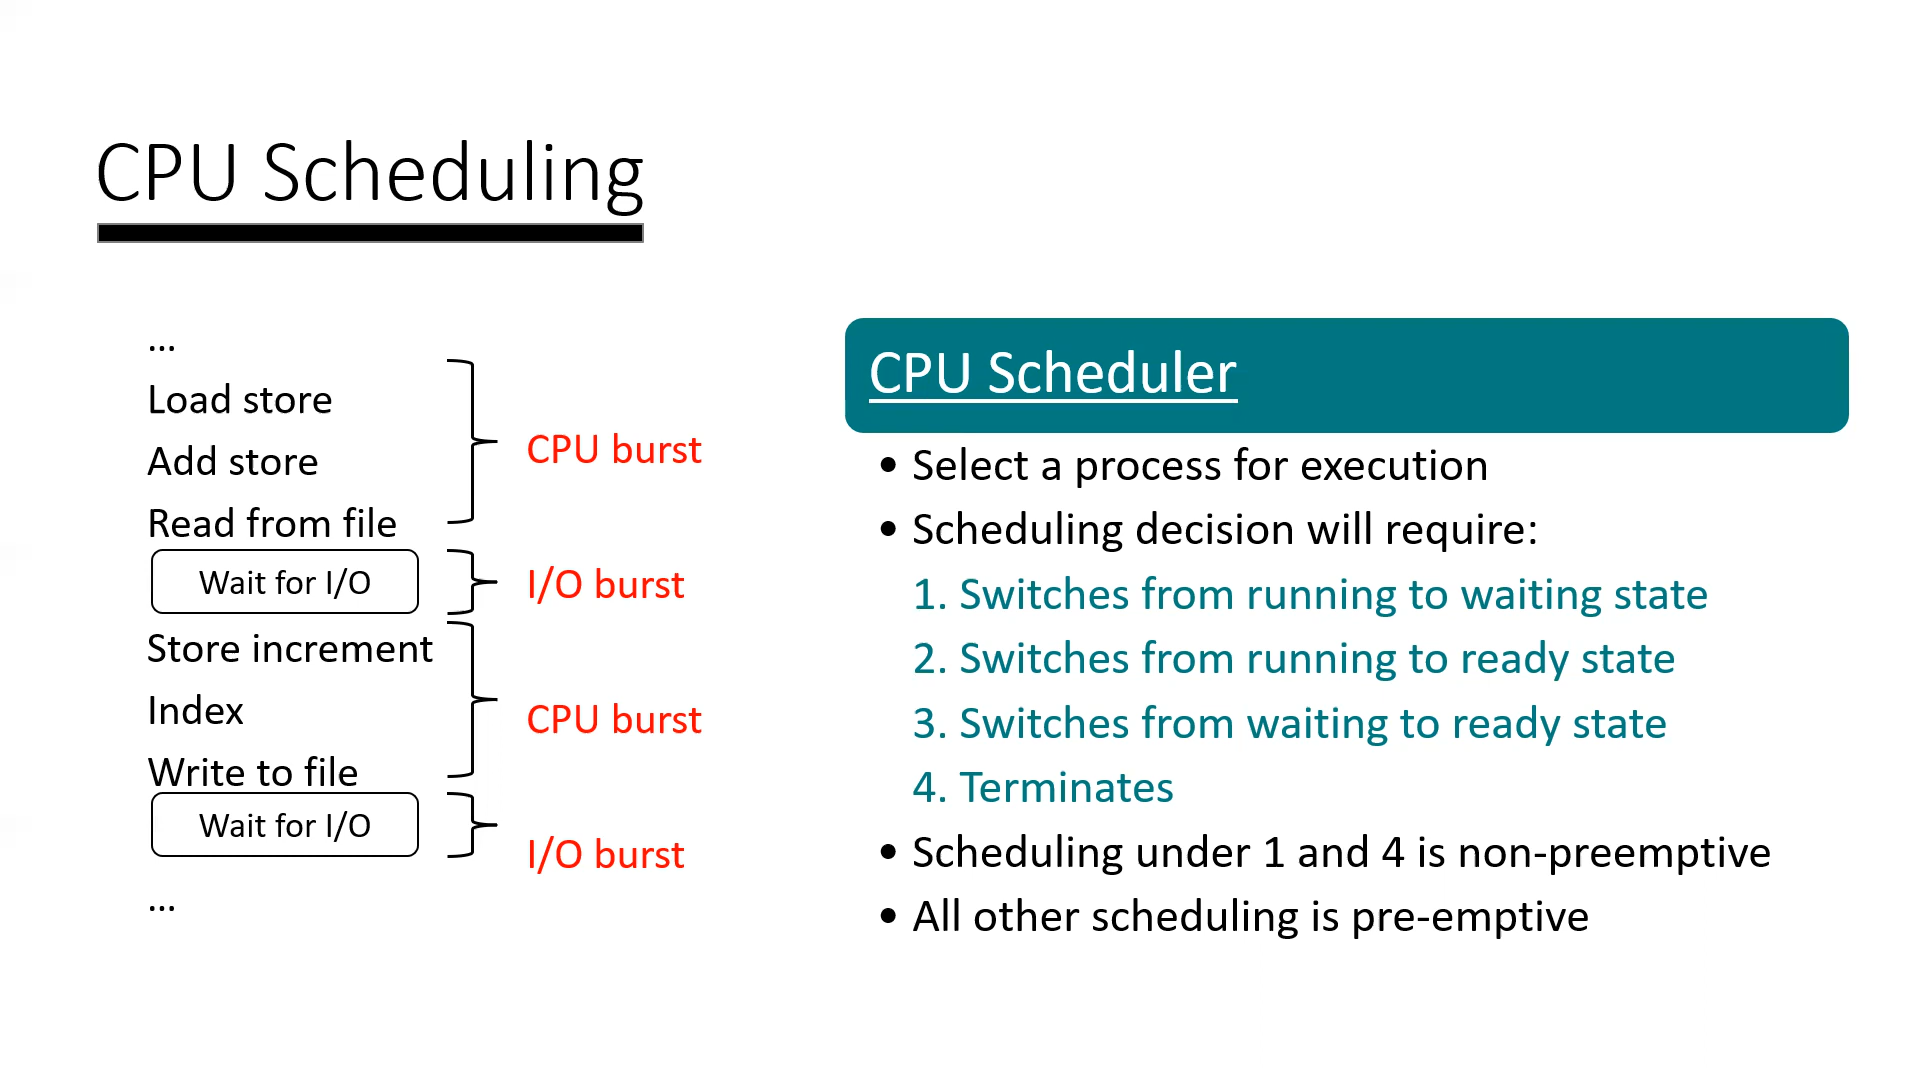 CPU Scheduling
...
Load store
Add store
Read from file
Wait for I/O
Store increment
Index
Write to file
Wait for I/O
...
CPU burst
I/O burst
CPU burst
I/O burst
CPU Scheduler
• Select a process for execution
• Scheduling decision will require:
1. Switches from running to waiting state
2. Switches from running to ready state
3. Switches from waiting to ready state
4. Terminates
• Scheduling under 1 and 4 is non-preemptive
• All other scheduling is pre-emptive